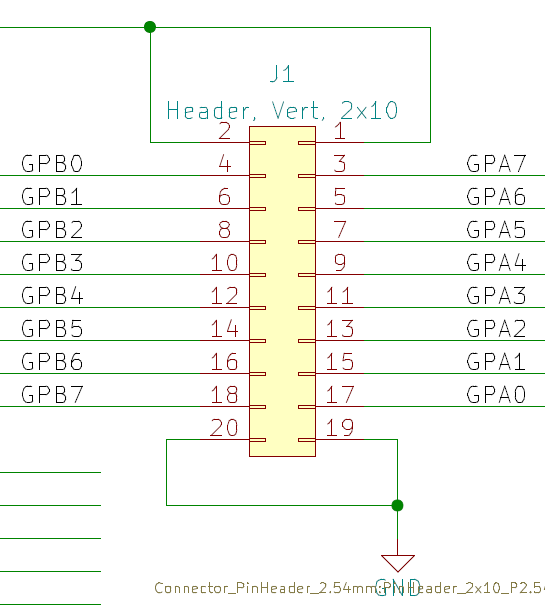 J1
Header, Vert, 2x10
2 1
GPB0 4 3 GPA7
GPB1 6 5 GPA6
GPB2 8 7 GPA5
GPB3 10 9 GPA4
GPB4 12 11 GPA3
GPB5 14 13 GPA2
GPB6 16 15 GPA1
GPB7 18 17 GPA0
20 19
GND
Connector_PinHeader_2.54mm:PinHeader_2x10_P2.54